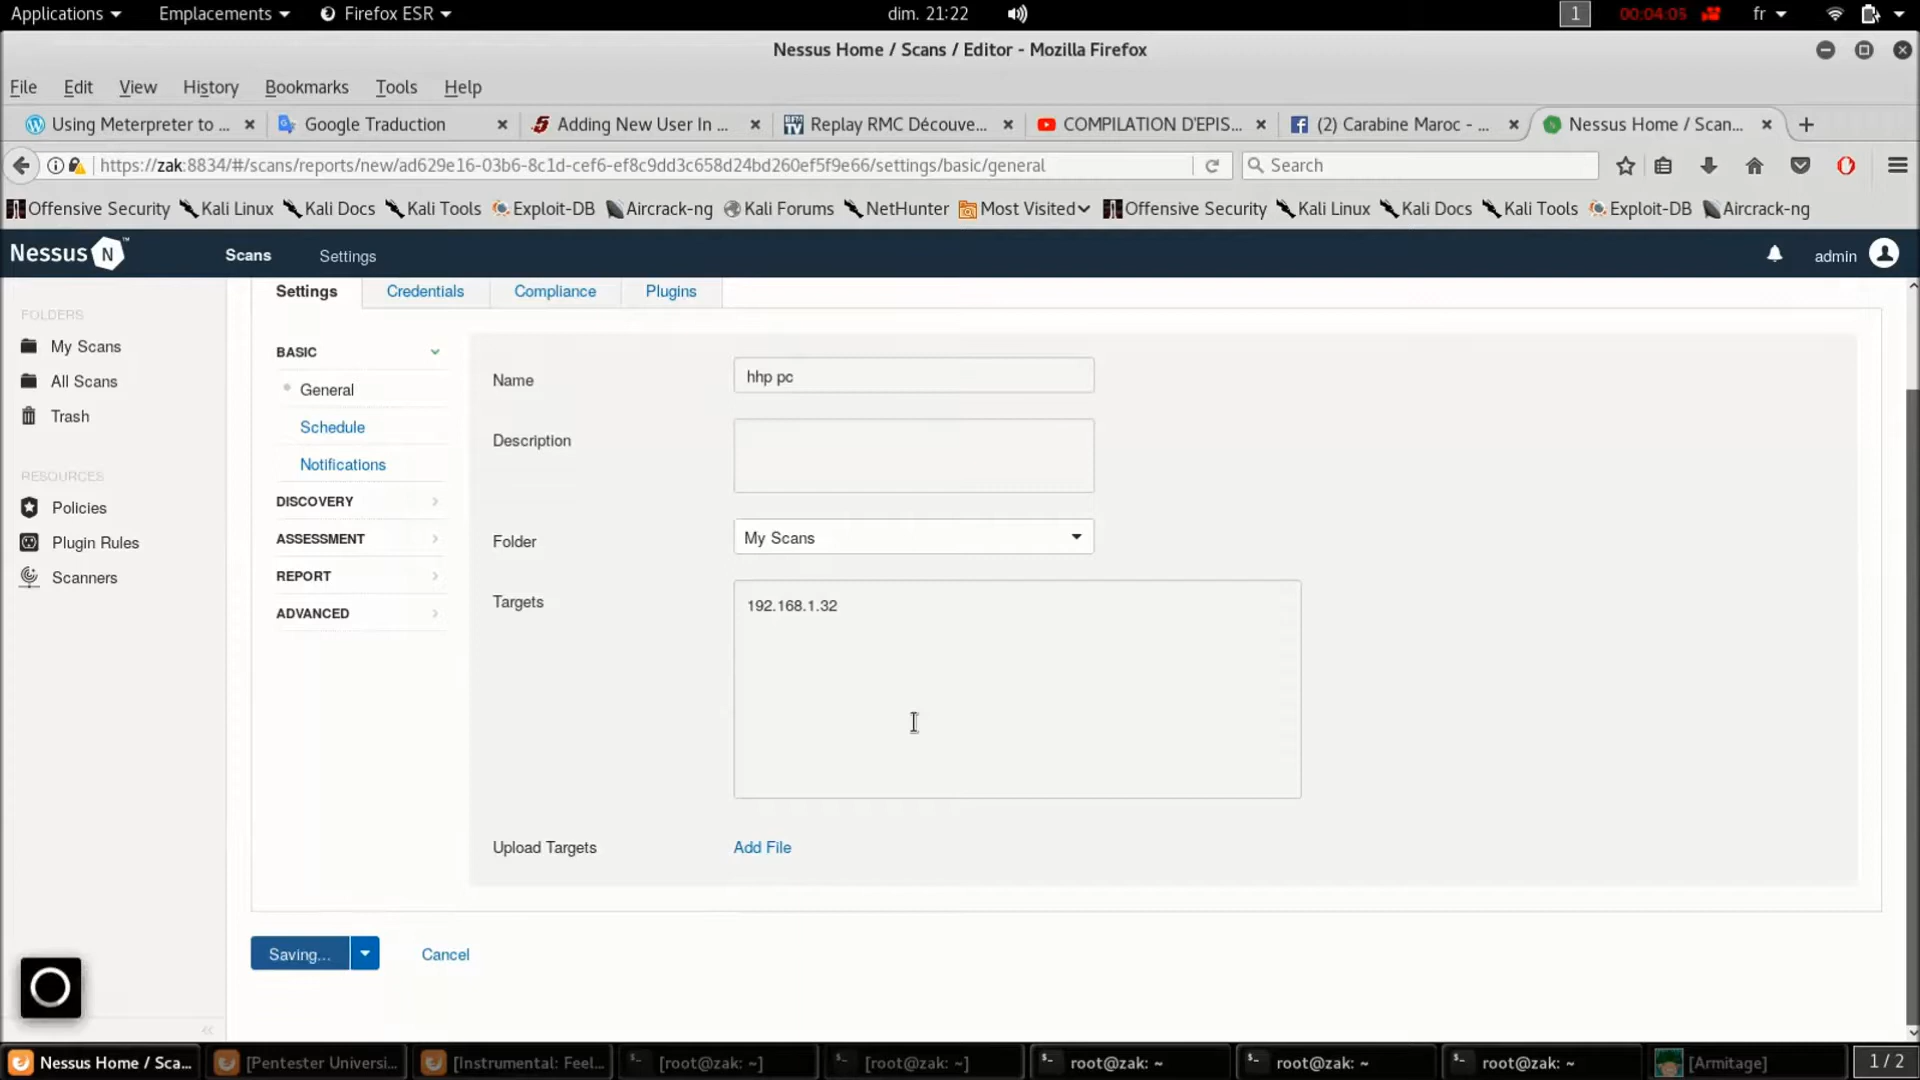 Applications Emplacements Firefox ESR dim. 21:22 1 00:04:05 fr
Nessus Home / Scans / Editor - Mozilla Firefox
File Edit View History Bookmarks Tools Help
Using Meterpreter to ... Google Traduction Adding New User In ... Replay RMC Découve... COMPILATION D'EPIS... (2) Carabine Maroc - ... Nessus Home / Scan...
https://zak:8834/#/scans/reports/new/ad629e16-03b6-8c1d-cef6-ef8c9dd3c658d24bd260ef5f9e66/settings/basic/general Search
Offensive Security Kali Linux Kali Docs Kali Tools Exploit-DB Aircrack-ng Kali Forums NetHunter Most Visited Offensive Security Kali Linux Kali Docs Kali Tools Exploit-DB Aircrack-ng
Nessus N ™ Scans Settings admin
Settings Credentials Compliance Plugins
FOLDERS
My Scans
All Scans
Trash
RESOURCES
Policies
Plugin Rules
Scanners
BASIC
General
Schedule
Notifications
DISCOVERY
ASSESSMENT
REPORT
ADVANCED
Name hhp pc
Description
Folder My Scans
Targets 192.168.1.32
Upload Targets Add File
Saving... Cancel
Nessus Home / Sca... [Pentester Universi... [Instrumental: Feel... [root@zak: ~] [root@zak: ~] root@zak: ~ root@zak: ~ root@zak: ~ [Armitage] 1 / 2